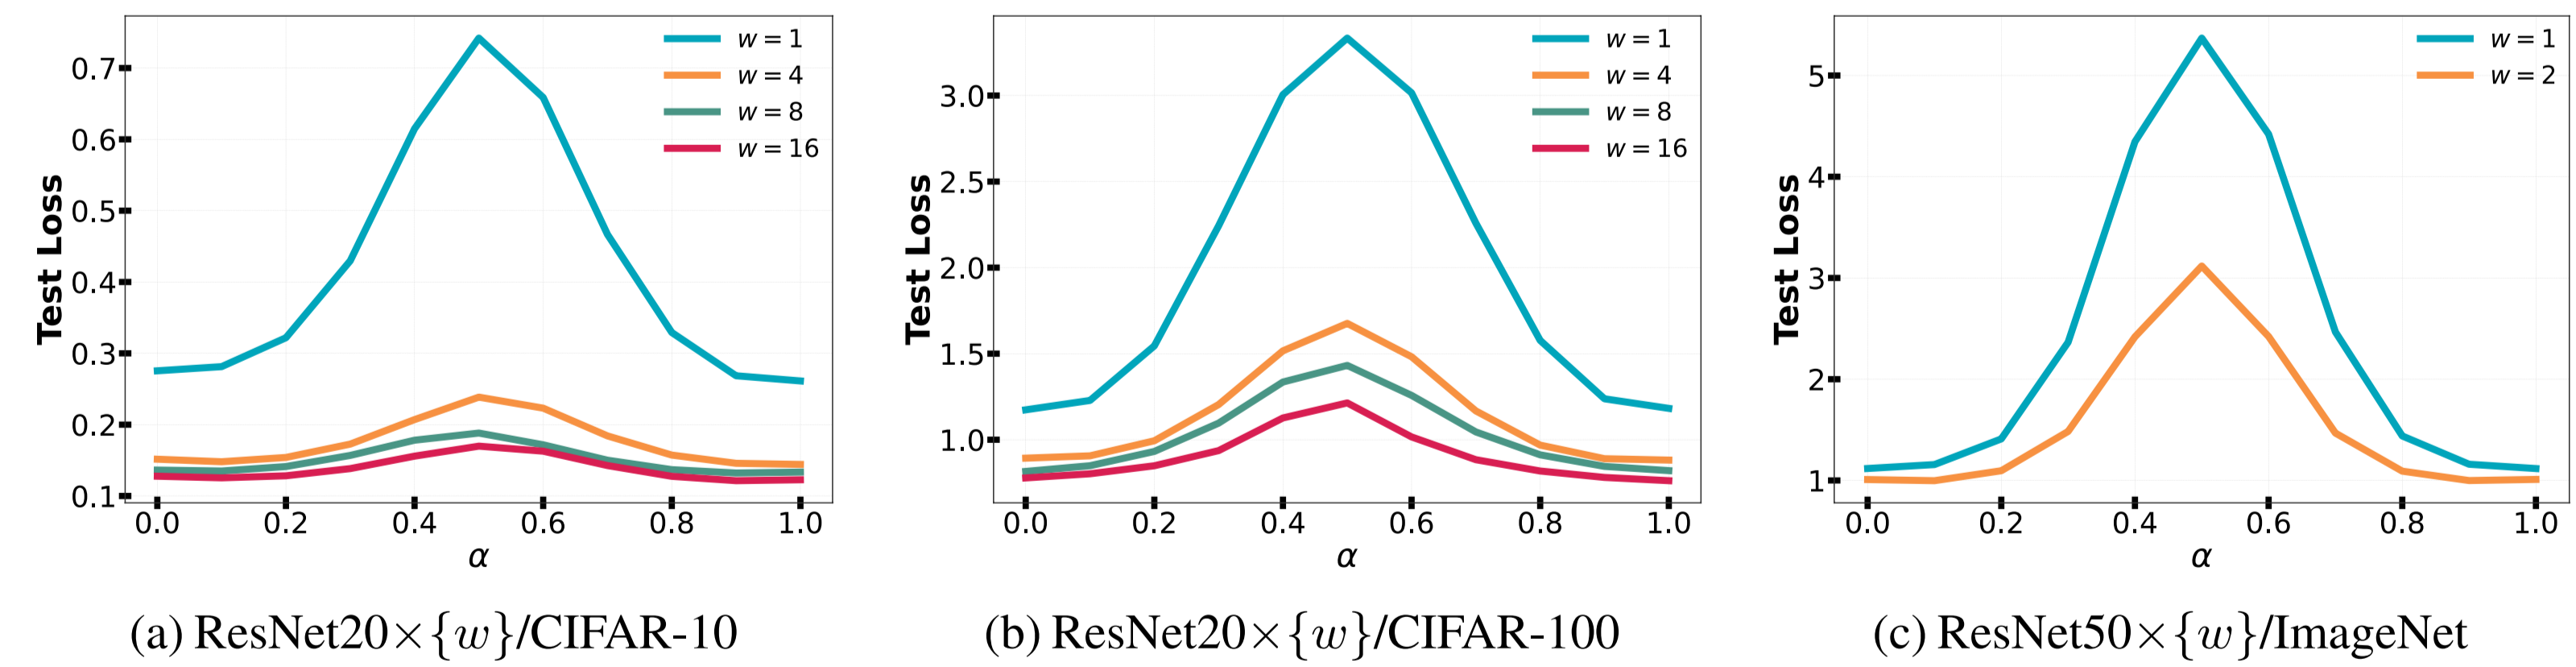 Test Loss
0.7
0.6
0.5
0.4
0.3
0.2
0.1
0.0 0.2 0.4 0.6 0.8 1.0
α
w = 1
w = 4
w = 8
w = 16
(a) ResNet20×{w}/CIFAR-10
Test Loss
3.0
2.5
2.0
1.5
1.0
0.0 0.2 0.4 0.6 0.8 1.0
α
w = 1
w = 4
w = 8
w = 16
(b) ResNet20×{w}/CIFAR-100
Test Loss
5
4
3
2
1
0.0 0.2 0.4 0.6 0.8 1.0
α
w = 1
w = 2
(c) ResNet50×{w}/ImageNet